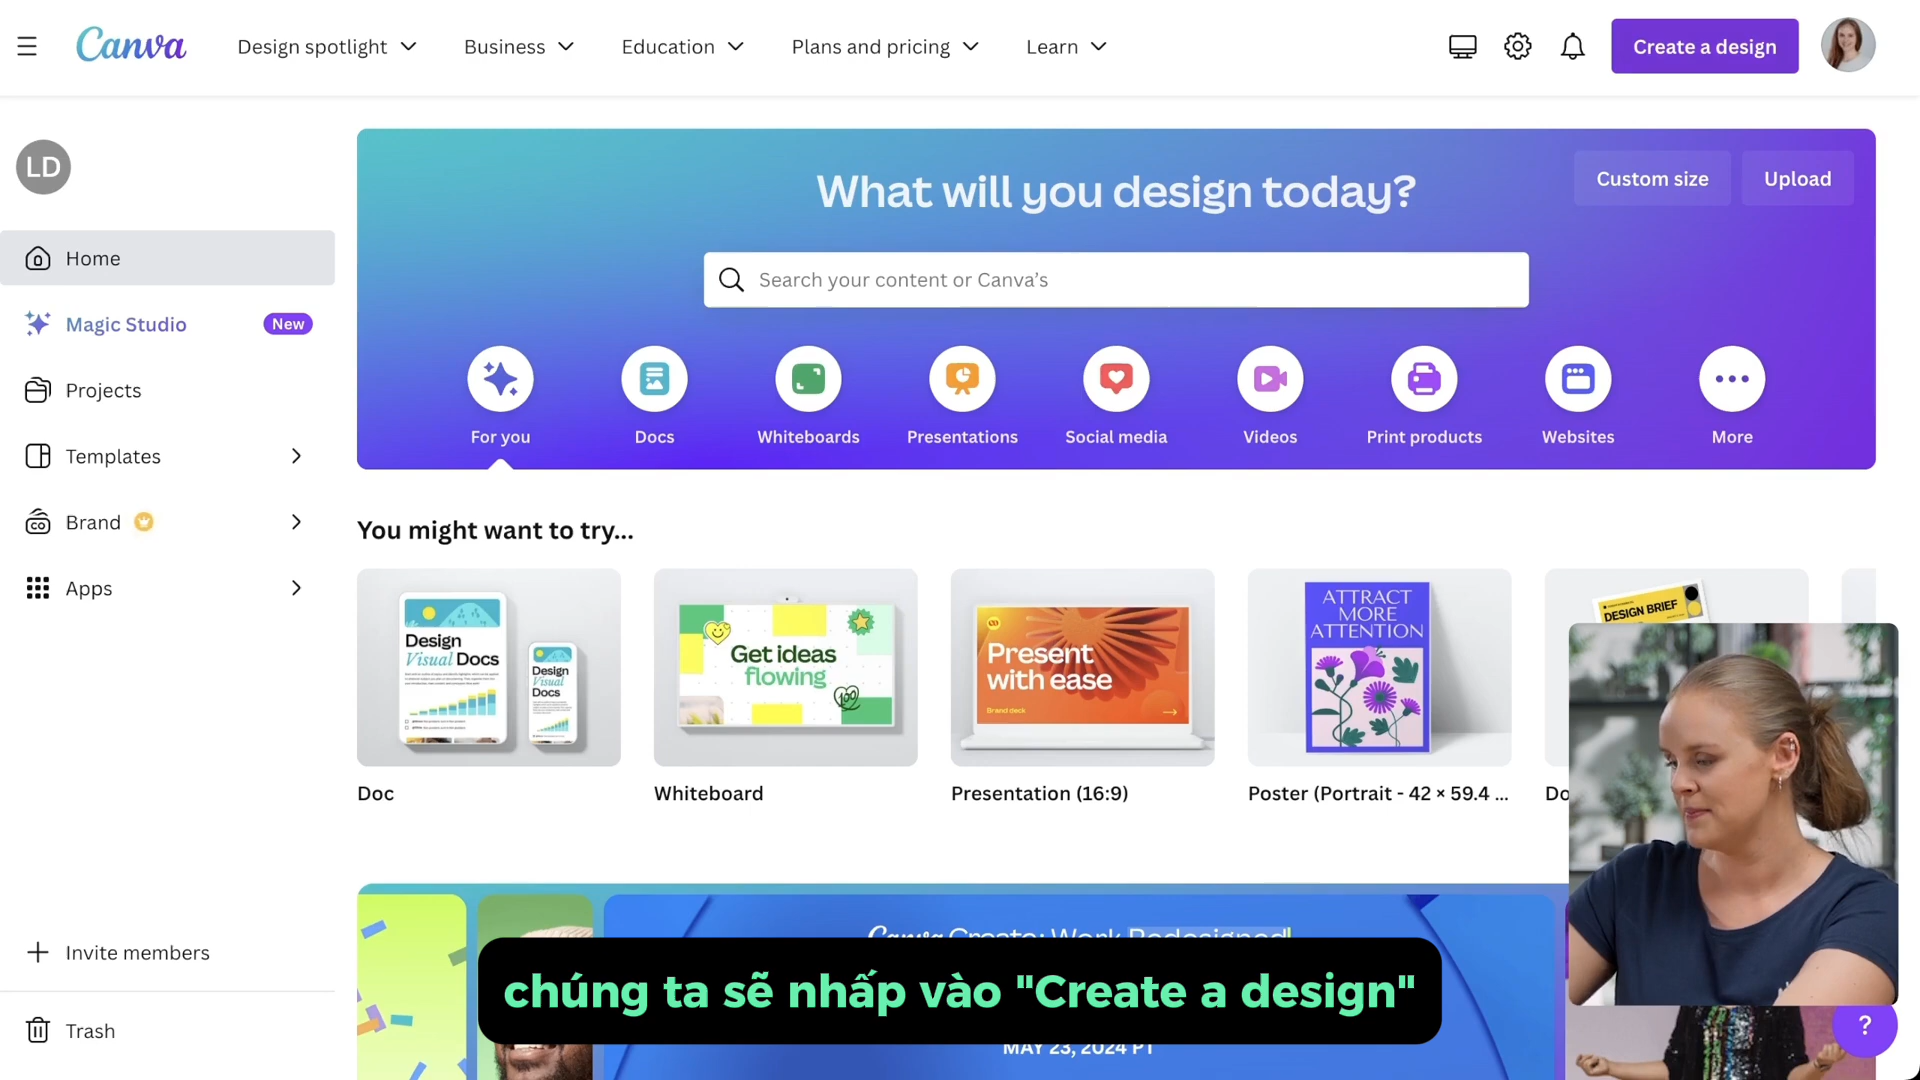 Canva
Design spotlight
Business
Education
Plans and pricing
Learn
Create a design
LD
Home
Magic Studio
New
Projects
Templates
Brand
Apps
Invite members
Trash
What will you design today?
Custom size
Upload
Search your content or Canva's
For you
Docs
Whiteboards
Presentations
Social media
Videos
Print products
Websites
More
You might want to try...
Design
Visual Docs
Design
Visual
Docs
Get ideas
flowing
100
Present
with ease
Brand deck
ATTRACT
MORE
ATTENTION
DESIGN BRIEF
Doc
Whiteboard
Presentation (16:9)
Poster (Portrait - 42 × 59.4 ...
Canva Create: Work Redesigned
chúng ta sẽ nhấp vào "Create a design"
MAY 23, 2024 PT
?